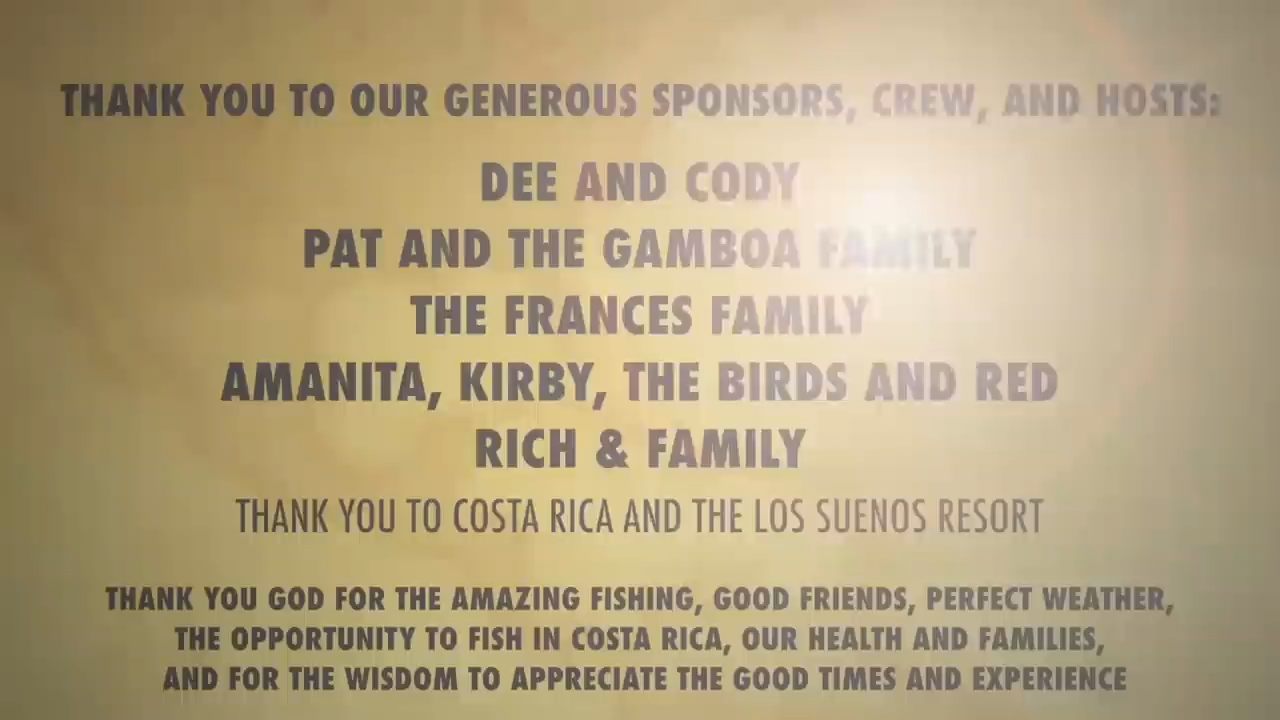 THANK YOU TO OUR GENEROUS SPONSORS, CREW, AND HOSTS:
DEE AND CODY
PAT AND THE GAMBOA FAMILY
THE FRANCES FAMILY
AMANITA, KIRBY, THE BIRDS AND RED
RICH & FAMILY
THANK YOU TO COSTA RICA AND THE LOS SUENOS RESORT
THANK YOU GOD FOR THE AMAZING FISHING, GOOD FRIENDS, PERFECT WEATHER,
THE OPPORTUNITY TO FISH IN COSTA RICA, OUR HEALTH AND FAMILIES,
AND FOR THE WISDOM TO APPRECIATE THE GOOD TIMES AND EXPERIENCE